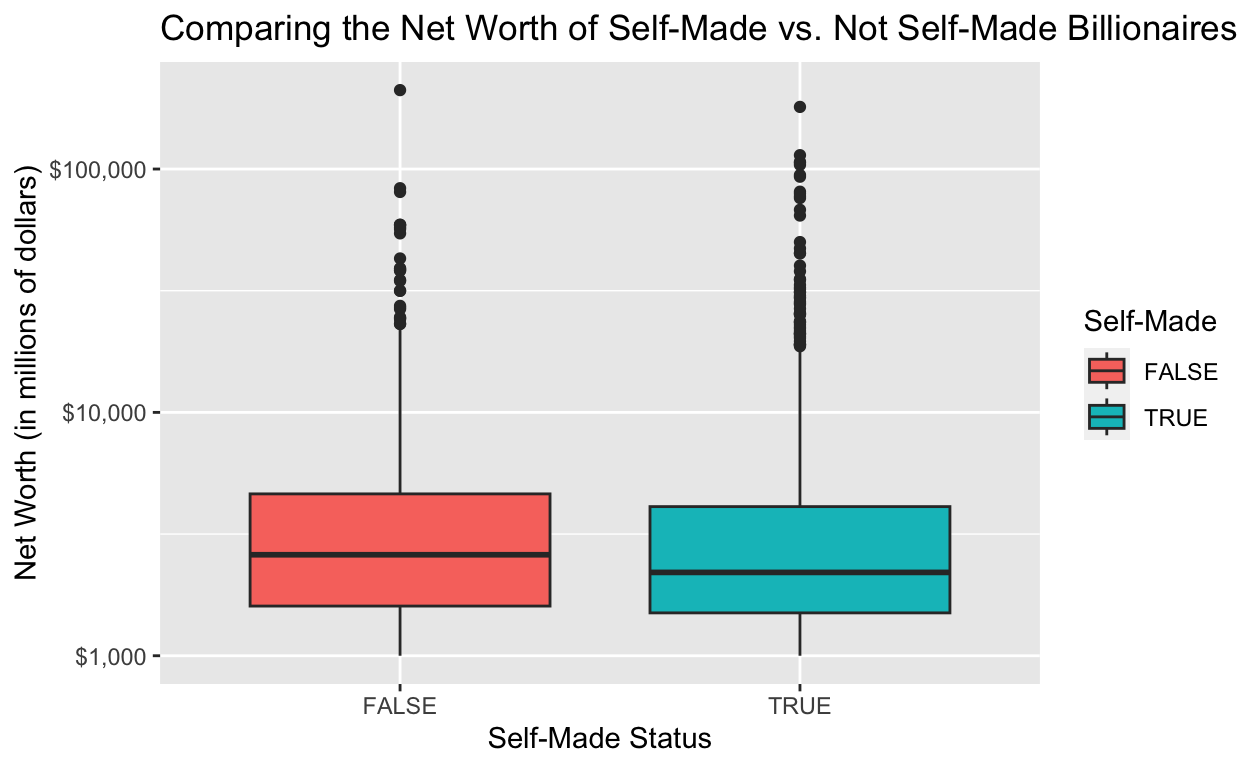 Comparing the Net Worth of Self-Made vs. Not Self-Made Billionaires
Net Worth (in millions of dollars)
$100,000
$10,000
$1,000
FALSE
TRUE
Self-Made Status
Self-Made
FALSE
TRUE